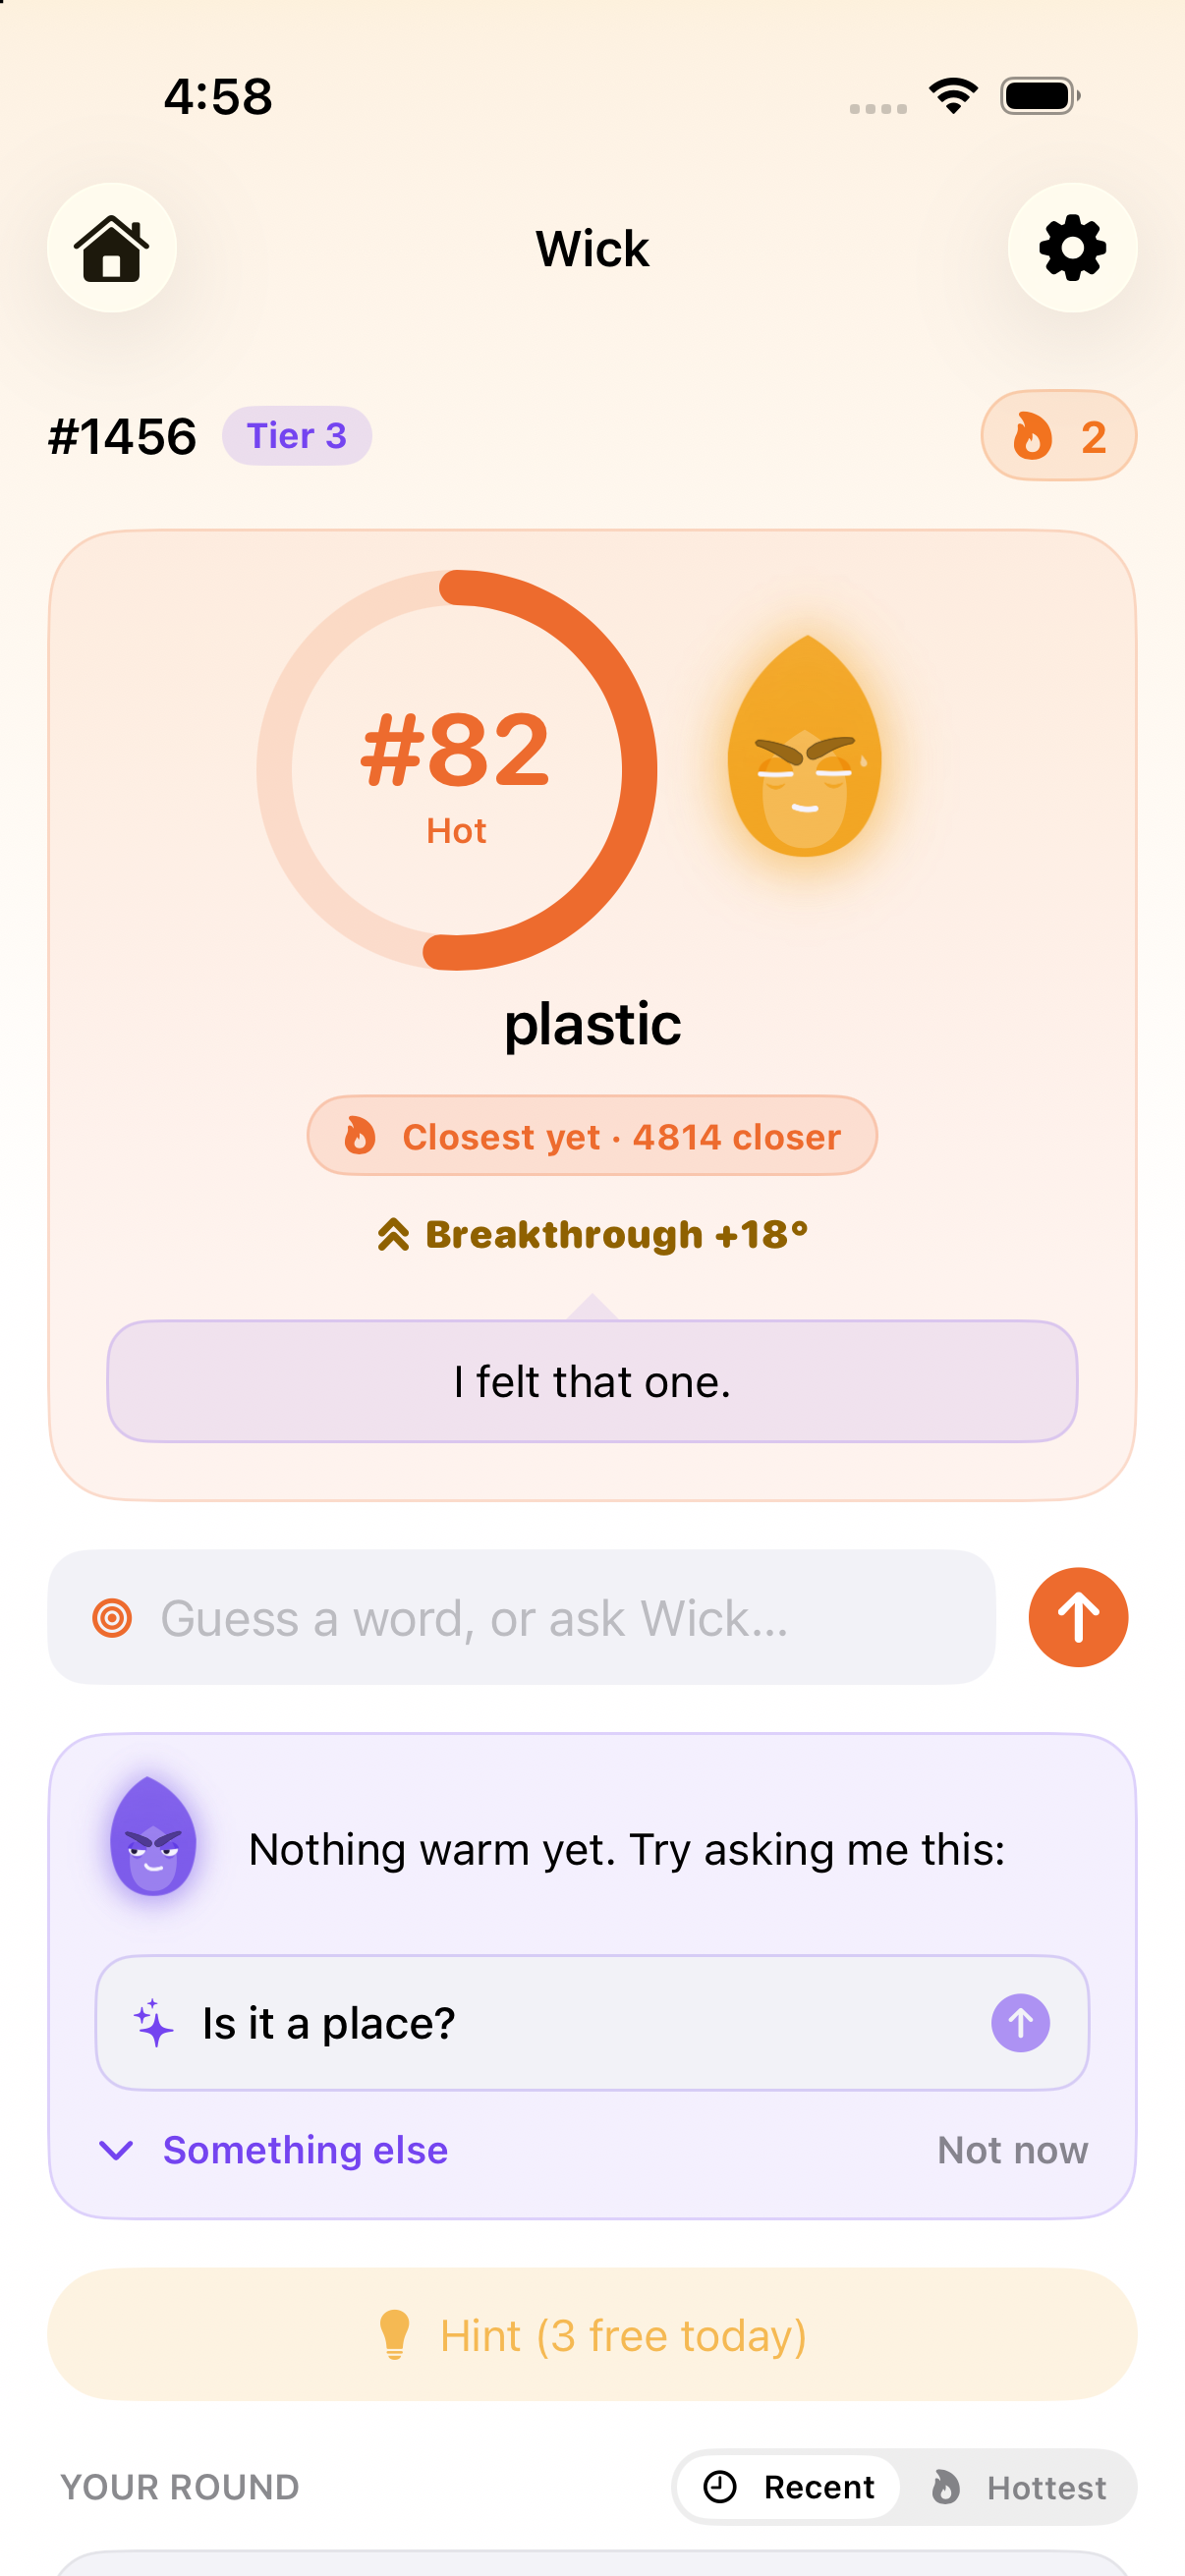 4:58
Wick
#1456 Tier 3 2
#82
Hot
plastic
Closest yet · 4814 closer
Breakthrough +18°
I felt that one.
Guess a word, or ask Wick...
Nothing warm yet. Try asking me this:
Is it a place?
Something else Not now
Hint (3 free today)
YOUR ROUND Recent Hottest